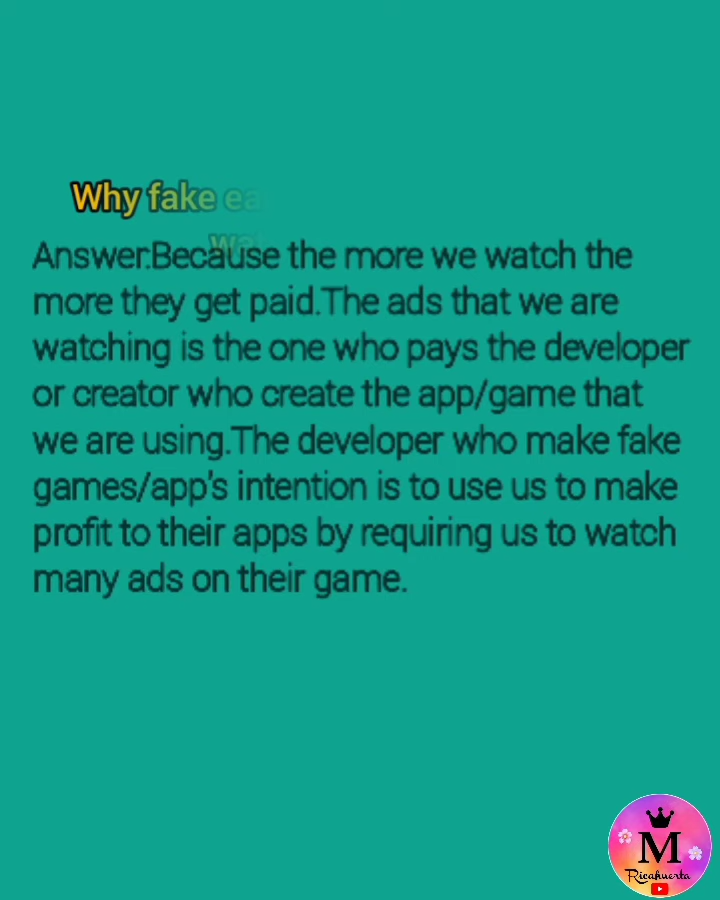 Why fake ea
Answer:Because the more we watch the
more they get paid.The ads that we are
watching is the one who pays the developer
or creator who create the app/game that
we are using.The developer who make fake
games/app's intention is to use us to make
profit to their apps by requiring us to watch
many ads on their game.
M
Ricahuerta